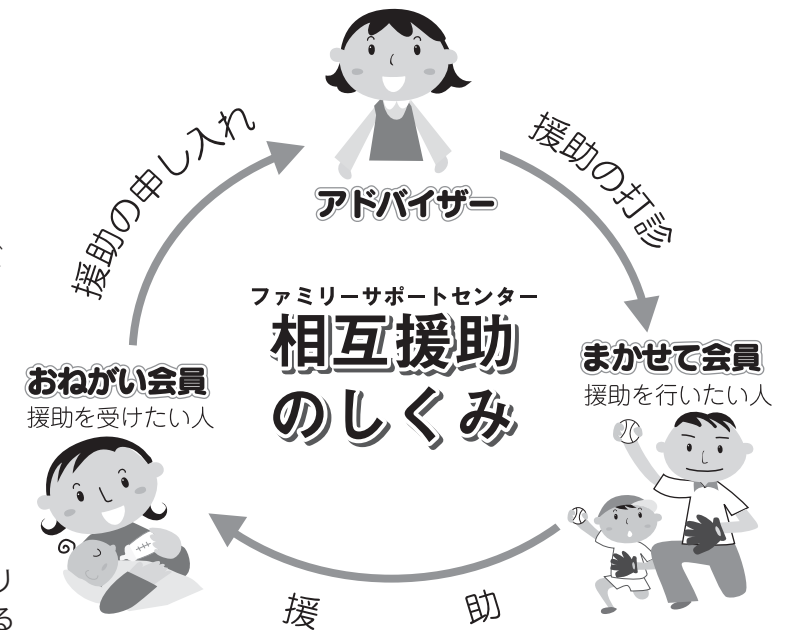 アドバイザー
援助の申し入れ
援助の打診
ファミリーサポートセンター
相互援助
のしくみ
おねがい会員
援助を受けたい人
まかせて会員
援助を行いたい人
援助
り
る